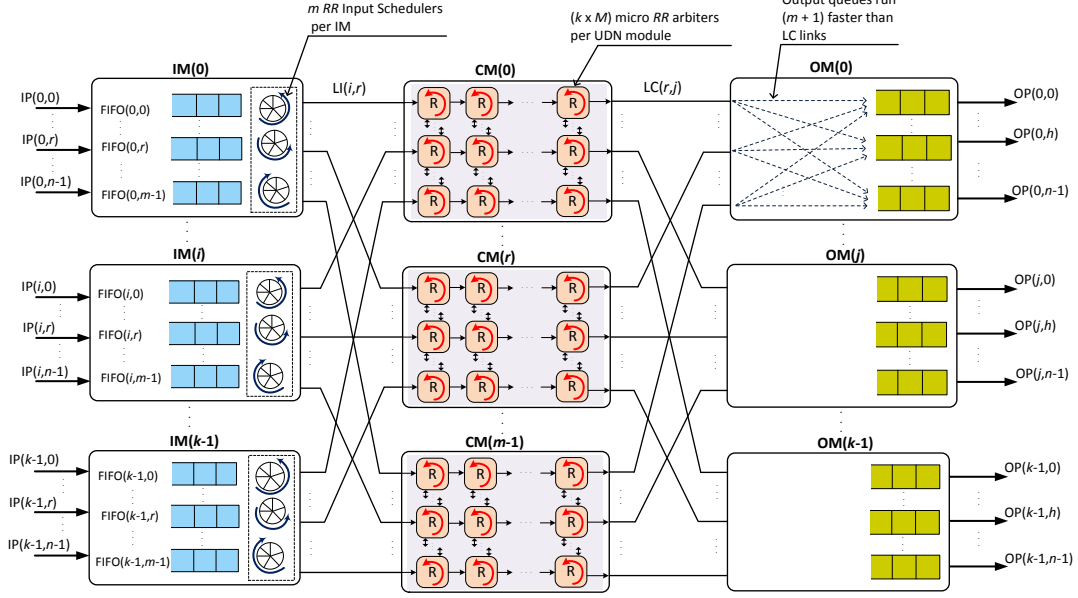 m RR Input Schedulers
per IM
(k x M) micro RR arbiters
per UDN module
Output queues run
(m + 1) faster than
LC links
IM(0)
CM(0)
OM(0)
IP(0,0)
IP(0,r)
IP(0,n-1)
FIFO(0,0)
FIFO(0,r)
FIFO(0,m-1)
LI(i,r)
R R R
R R R
R R R
LC(r,j)
OP(0,0)
OP(0,h)
OP(0,n-1)
IM(i)
CM(r)
OM(j)
IP(i,0)
IP(i,r)
IP(i,n-1)
FIFO(i,0)
FIFO(i,r)
FIFO(i,m-1)
R R R
R R R
R R R
OP(j,0)
OP(j,h)
OP(j,n-1)
IM(k-1)
CM(m-1)
OM(k-1)
IP(k-1,0)
IP(k-1,r)
IP(k-1,n-1)
FIFO(k-1,0)
FIFO(k-1,r)
FIFO(k-1,m-1)
R R R
R R R
R R R
OP(k-1,0)
OP(k-1,h)
OP(k-1,n-1)